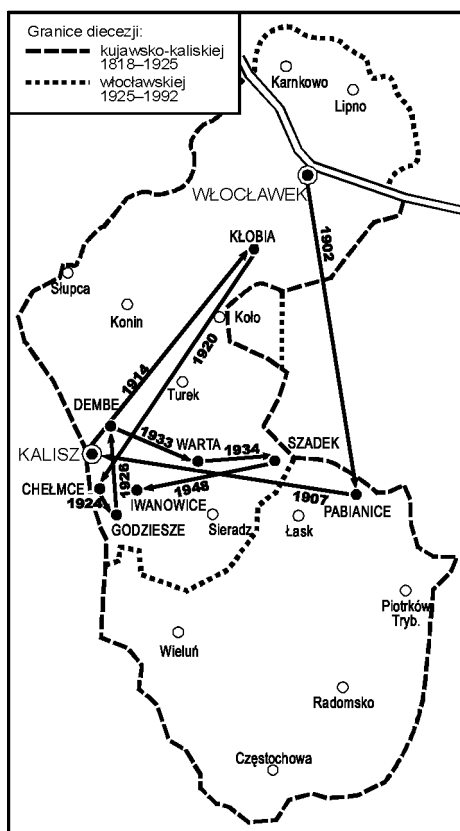 Granice diecezji:
kujawsko-kaliskiej
1818–1925
włocławskiej
1925–1992
Karnkowo
Lipno
WŁOCŁAWEK
1902
KŁOBIA
Słupca
Konin
Koło
1920
1914
Turek
DEMBE
1933
WARTA
1934
SZADEK
KALISZ
1948
CHEŁMCE
1926
IWANOWICE
1907
PABIANICE
1924
GODZIESZE
Sieradz
Łask
Piotrków
Tryb.
Wieluń
Radomsko
Częstochowa